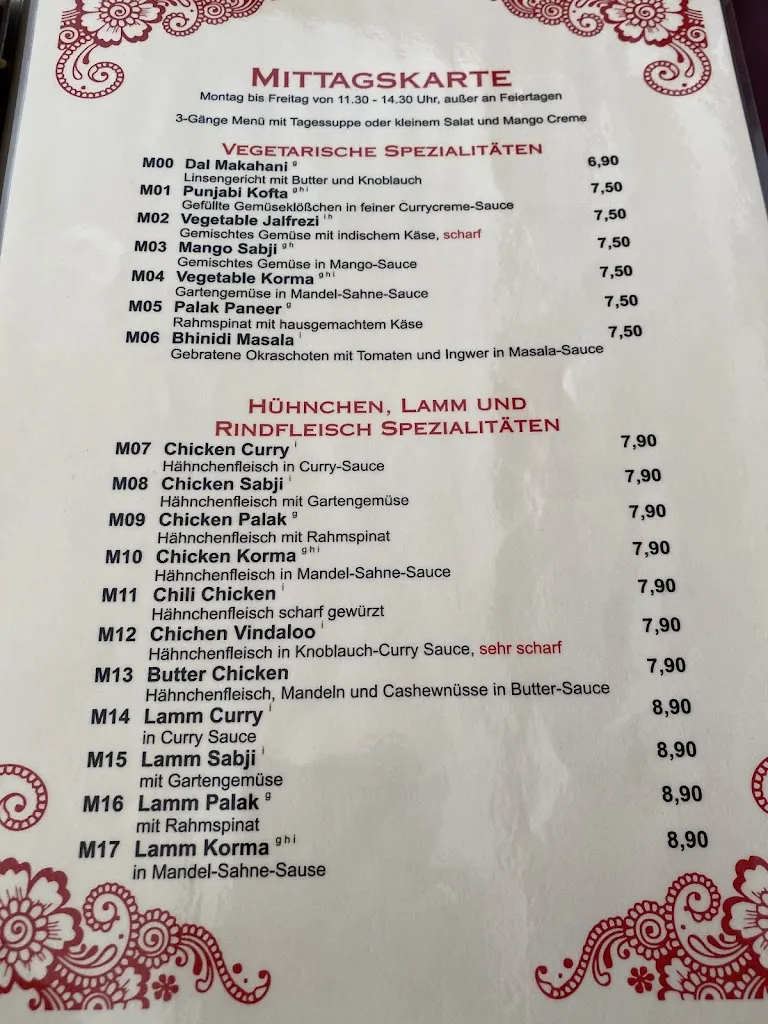 MITTAGSKARTE
Montag bis Freitag von 11.30 - 14.30 Uhr, außer an Feiertagen
3-Gänge Menü mit Tagessuppe oder kleinem Salat und Mango Creme
VEGETARISCHE SPEZIALITÄTEN
M00 Dal Makahani g 6,90
Linsengericht mit Butter und Knoblauch
M01 Punjabi Kofta g h i 7,50
Gefüllte Gemüseklößchen in feiner Currycreme-Sauce
M02 Vegetable Jalfrezi i h 7,50
Gemischtes Gemüse mit indischem Käse, scharf
M03 Mango Sabji g h 7,50
Gemischtes Gemüse in Mango-Sauce
M04 Vegetable Korma g h i 7,50
Gartengemüse in Mandel-Sahne-Sauce
M05 Palak Paneer g 7,50
Rahmspinat mit hausgemachtem Käse
M06 Bhinidi Masala i 7,50
Gebratene Okraschoten mit Tomaten und Ingwer in Masala-Sauce
HÜHNCHEN, LAMM UND
RINDFLEISCH SPEZIALITÄTEN
M07 Chicken Curry i 7,90
Hähnchenfleisch in Curry-Sauce
M08 Chicken Sabji i 7,90
Hähnchenfleisch mit Gartengemüse
M09 Chicken Palak g 7,90
Hähnchenfleisch mit Rahmspinat
M10 Chicken Korma g h i 7,90
Hähnchenfleisch in Mandel-Sahne-Sauce
M11 Chili Chicken i 7,90
Hähnchenfleisch scharf gewürzt
M12 Chichen Vindaloo i 7,90
Hähnchenfleisch in Knoblauch-Curry Sauce, sehr scharf
M13 Butter Chicken 7,90
Hähnchenfleisch, Mandeln und Cashewnüsse in Butter-Sauce
M14 Lamm Curry i 8,90
in Curry Sauce
M15 Lamm Sabji i 8,90
mit Gartengemüse
M16 Lamm Palak g 8,90
mit Rahmspinat
M17 Lamm Korma g h i 8,90
in Mandel-Sahne-Sause